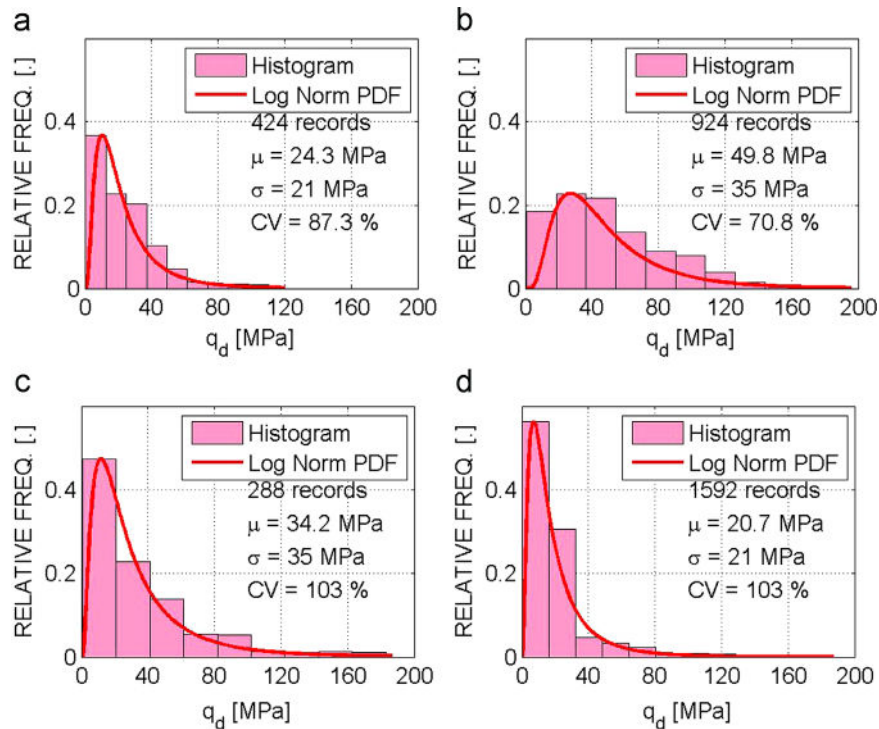 a
RELATIVE FREQ. [.]
0.4
0.2
0
Histogram
Log Norm PDF
424 records
μ = 24.3 MPa
σ = 21 MPa
CV = 87.3 %
0 40 80 120 160 200
q_d [MPa]
b
RELATIVE FREQ. [.]
0.4
0.2
0
Histogram
Log Norm PDF
924 records
μ = 49.8 MPa
σ = 35 MPa
CV = 70.8 %
0 40 80 120 160 200
q_d [MPa]
c
RELATIVE FREQ. [.]
0.4
0.2
0
Histogram
Log Norm PDF
288 records
μ = 34.2 MPa
σ = 35 MPa
CV = 103 %
0 40 80 120 160 200
q_d [MPa]
d
RELATIVE FREQ. [.]
0.4
0.2
0
Histogram
Log Norm PDF
1592 records
μ = 20.7 MPa
σ = 21 MPa
CV = 103 %
0 40 80 120 160 200
q_d [MPa]